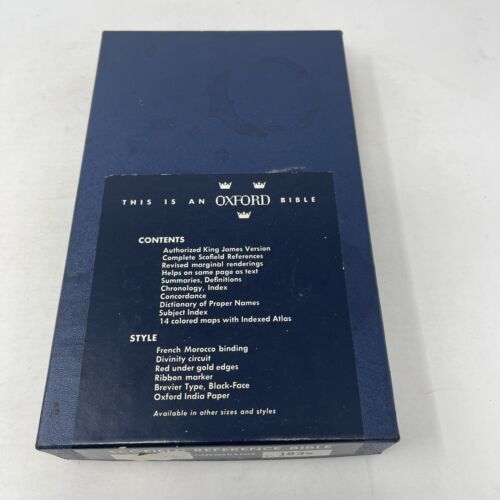 THIS IS AN OXFORD BIBLE
CONTENTS
Authorized King James Version
Complete Scofield References
Revised marginal renderings
Helps on same page as text
Summaries, Definitions
Chronology, Index
Concordance
Dictionary of Proper Names
Subject Index
14 colored maps with Indexed Atlas
STYLE
French Morocco binding
Divinity circuit
Red under gold edges
Ribbon marker
Brevier Type, Black-Face
Oxford India Paper
Available in other sizes and styles
REFERENCE BIBLE